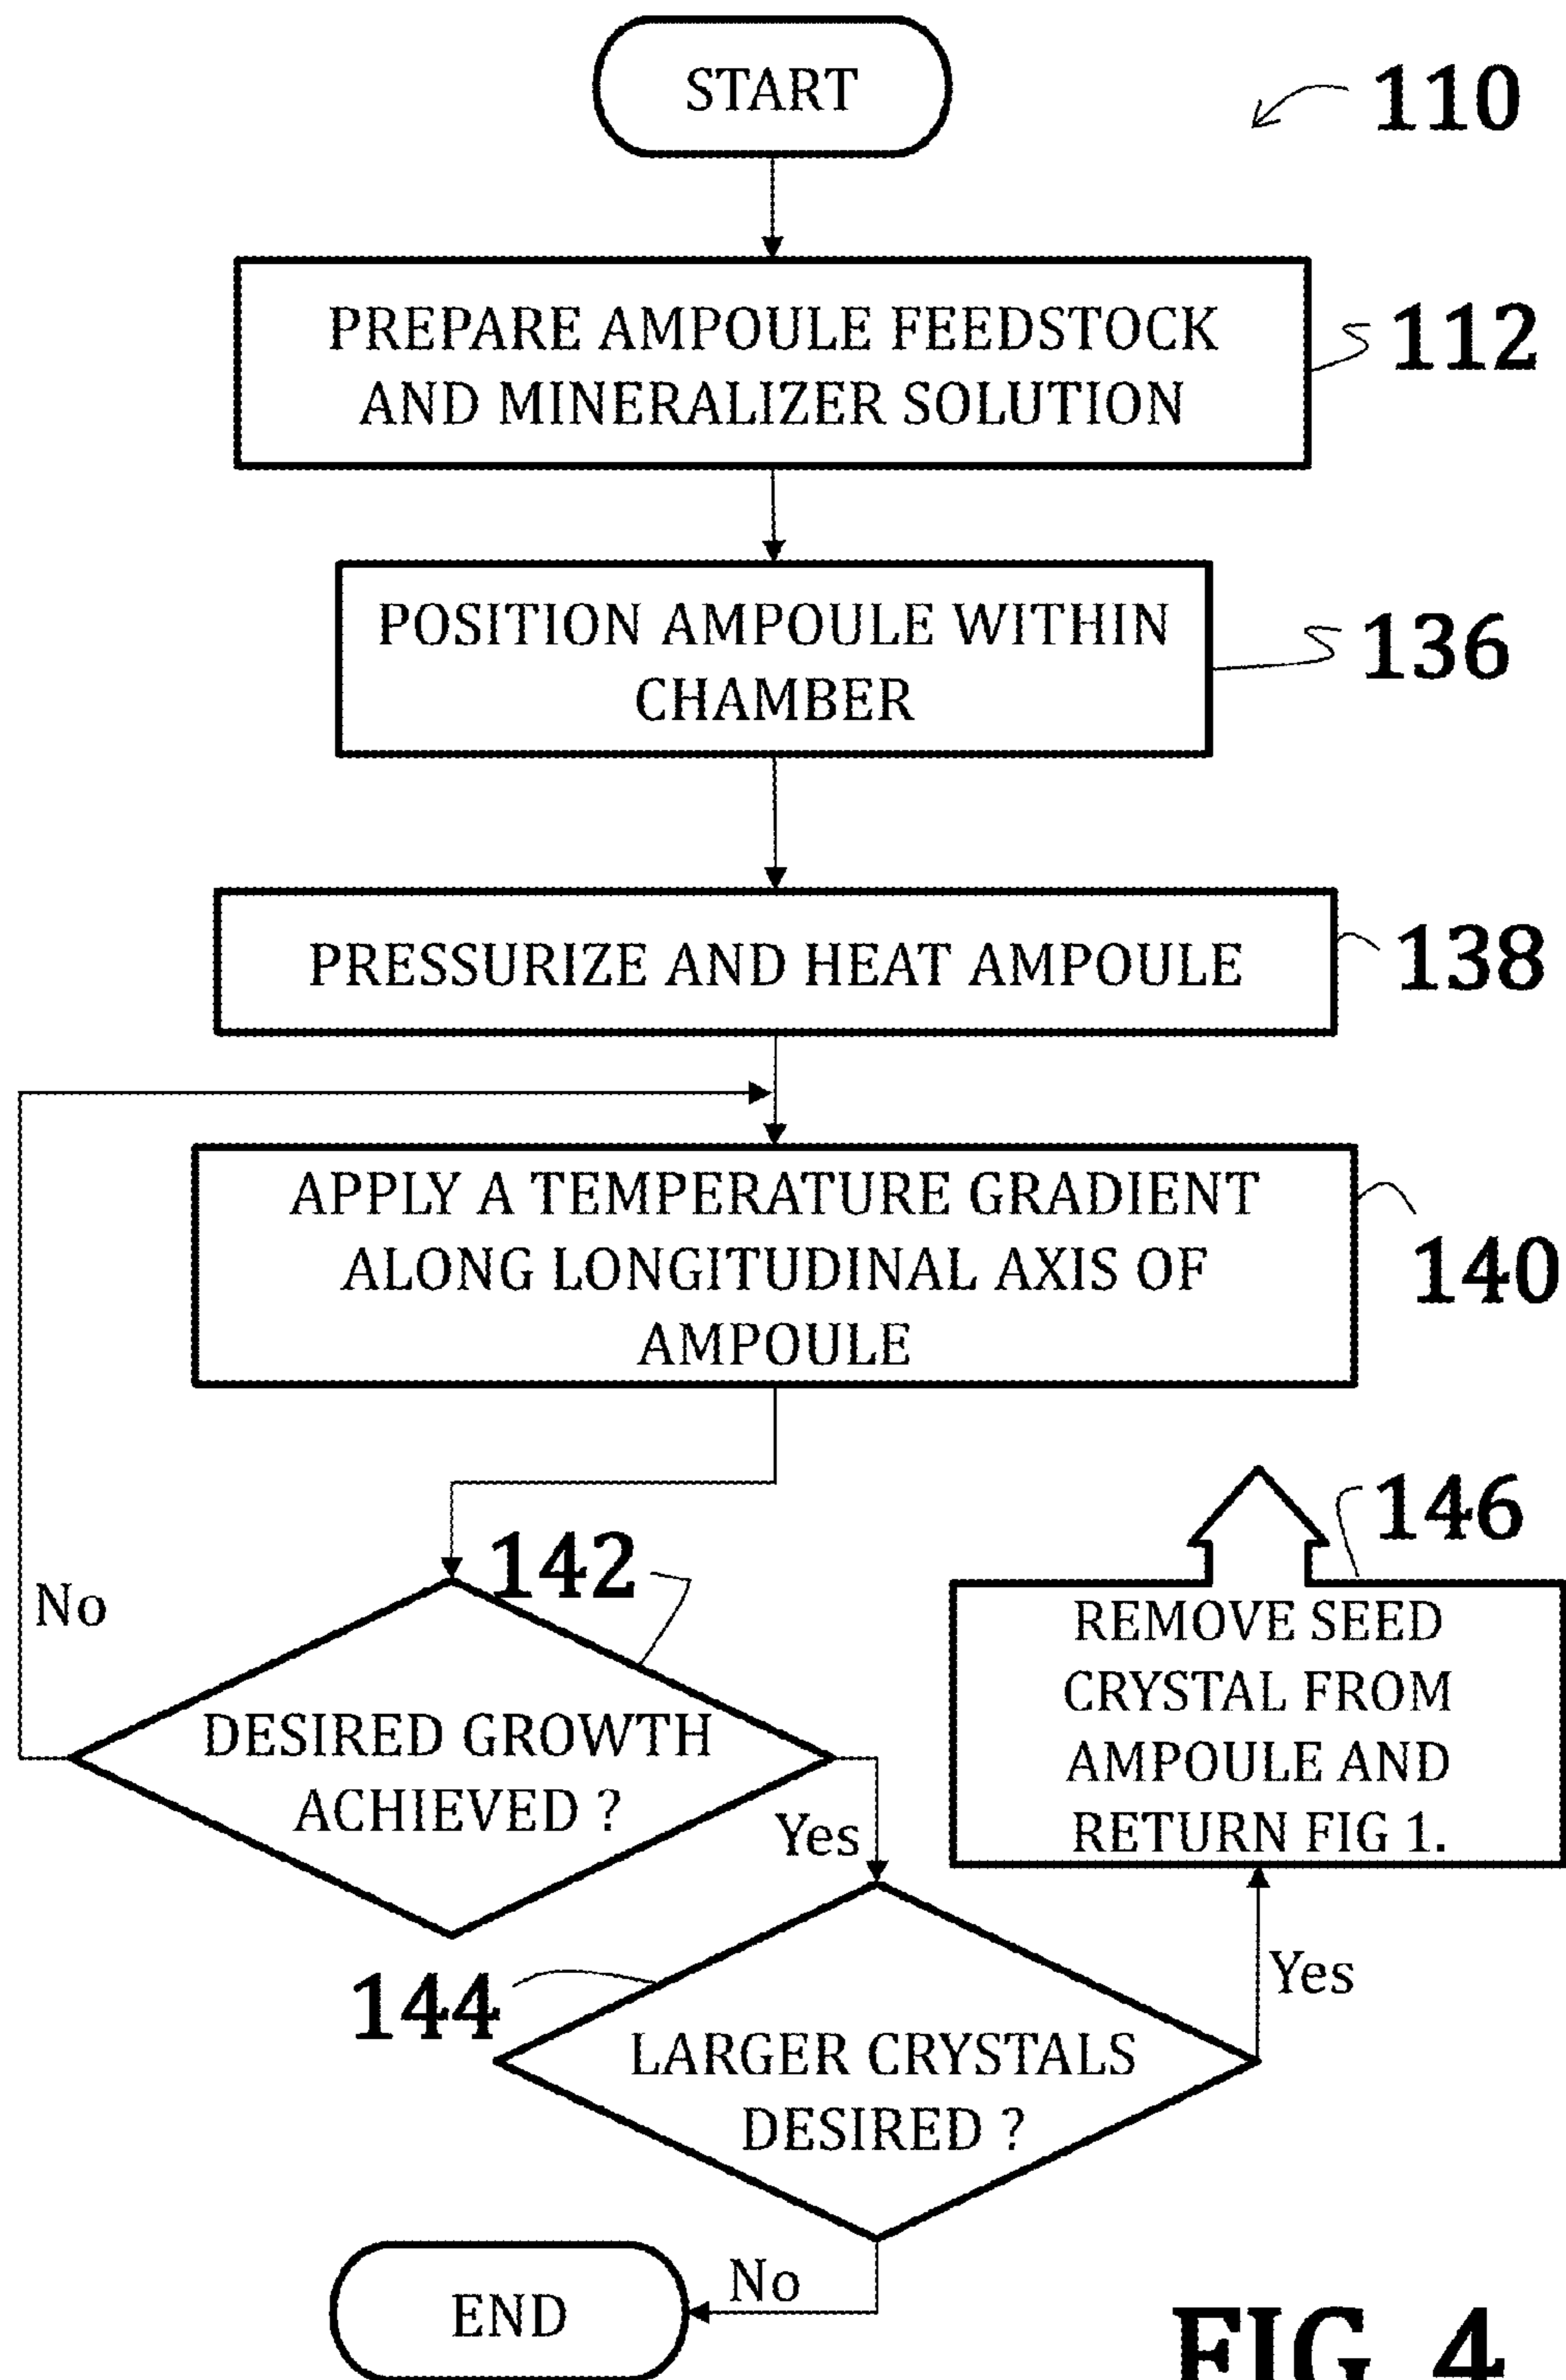 START
110
PREPARE AMPOULE FEEDSTOCK
AND MINERALIZER SOLUTION
112
POSITION AMPOULE WITHIN
CHAMBER
136
PRESSURIZE AND HEAT AMPOULE
138
APPLY A TEMPERATURE GRADIENT
ALONG LONGITUDINAL AXIS OF
AMPOULE
140
142
No
DESIRED GROWTH
ACHIEVED ?
Yes
146
REMOVE SEED
CRYSTAL FROM
AMPOULE AND
RETURN FIG 1.
144
LARGER CRYSTALS
DESIRED ?
Yes
No
END
FIG. 4